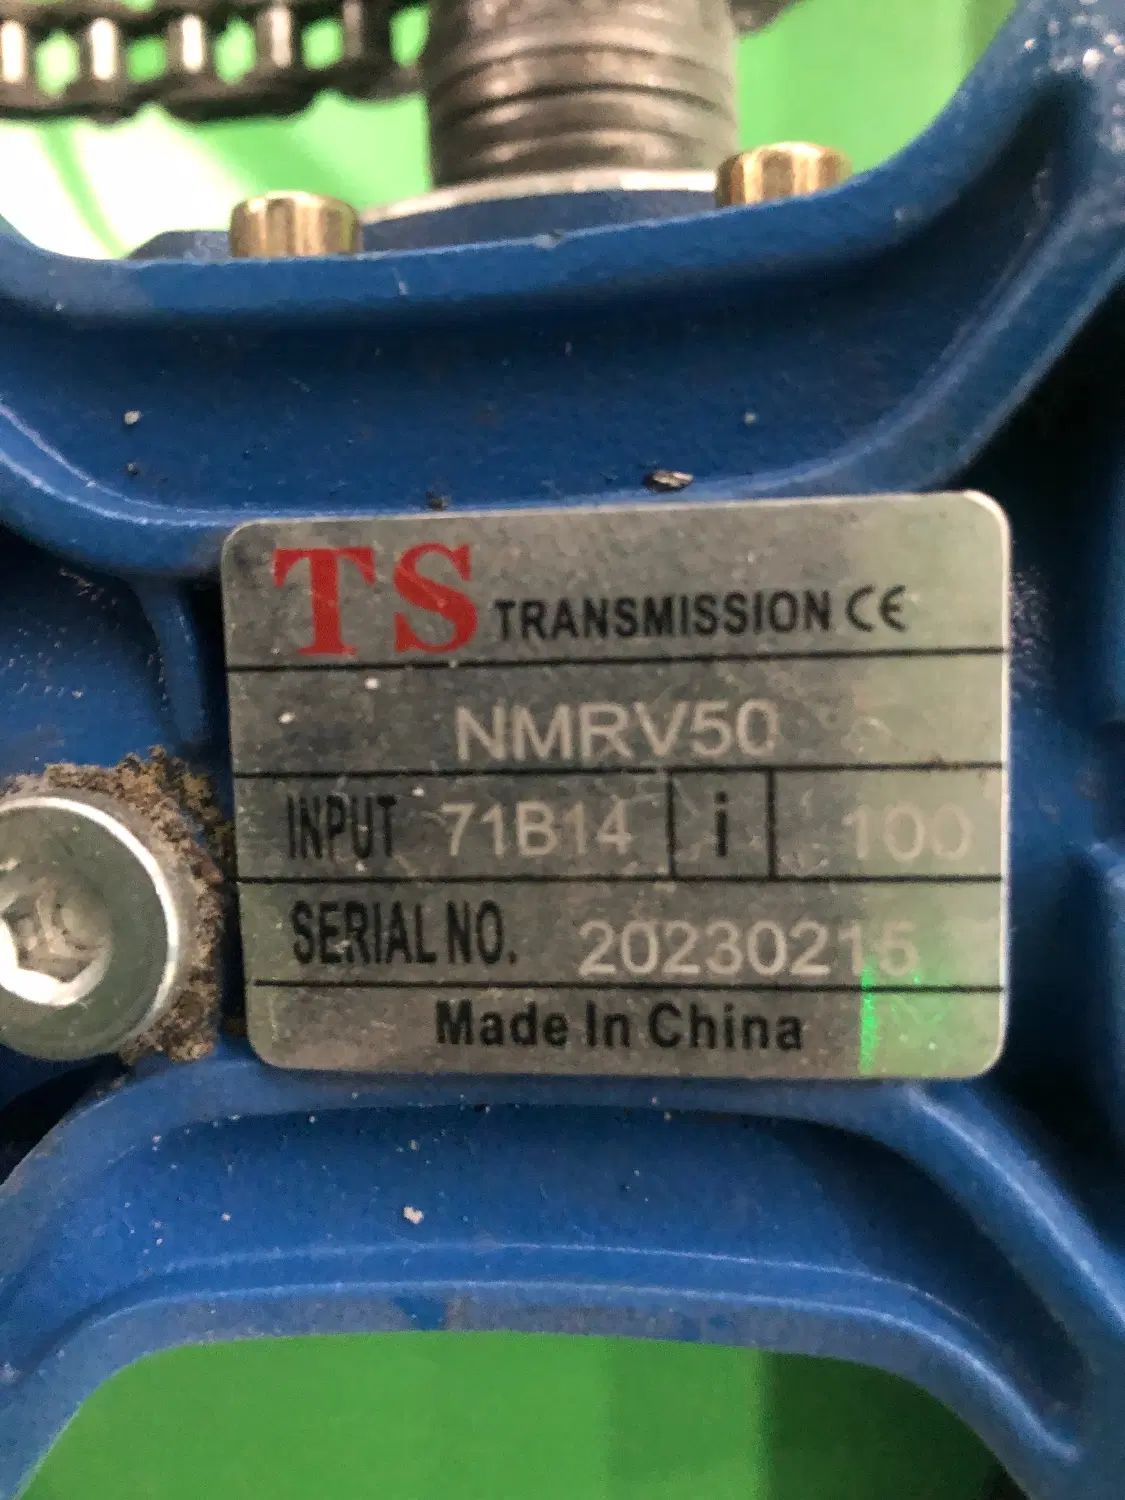 TS TRANSMISSION CE
NMRV50
INPUT 71B14 i 100
SERIAL NO. 20230215
Made In China